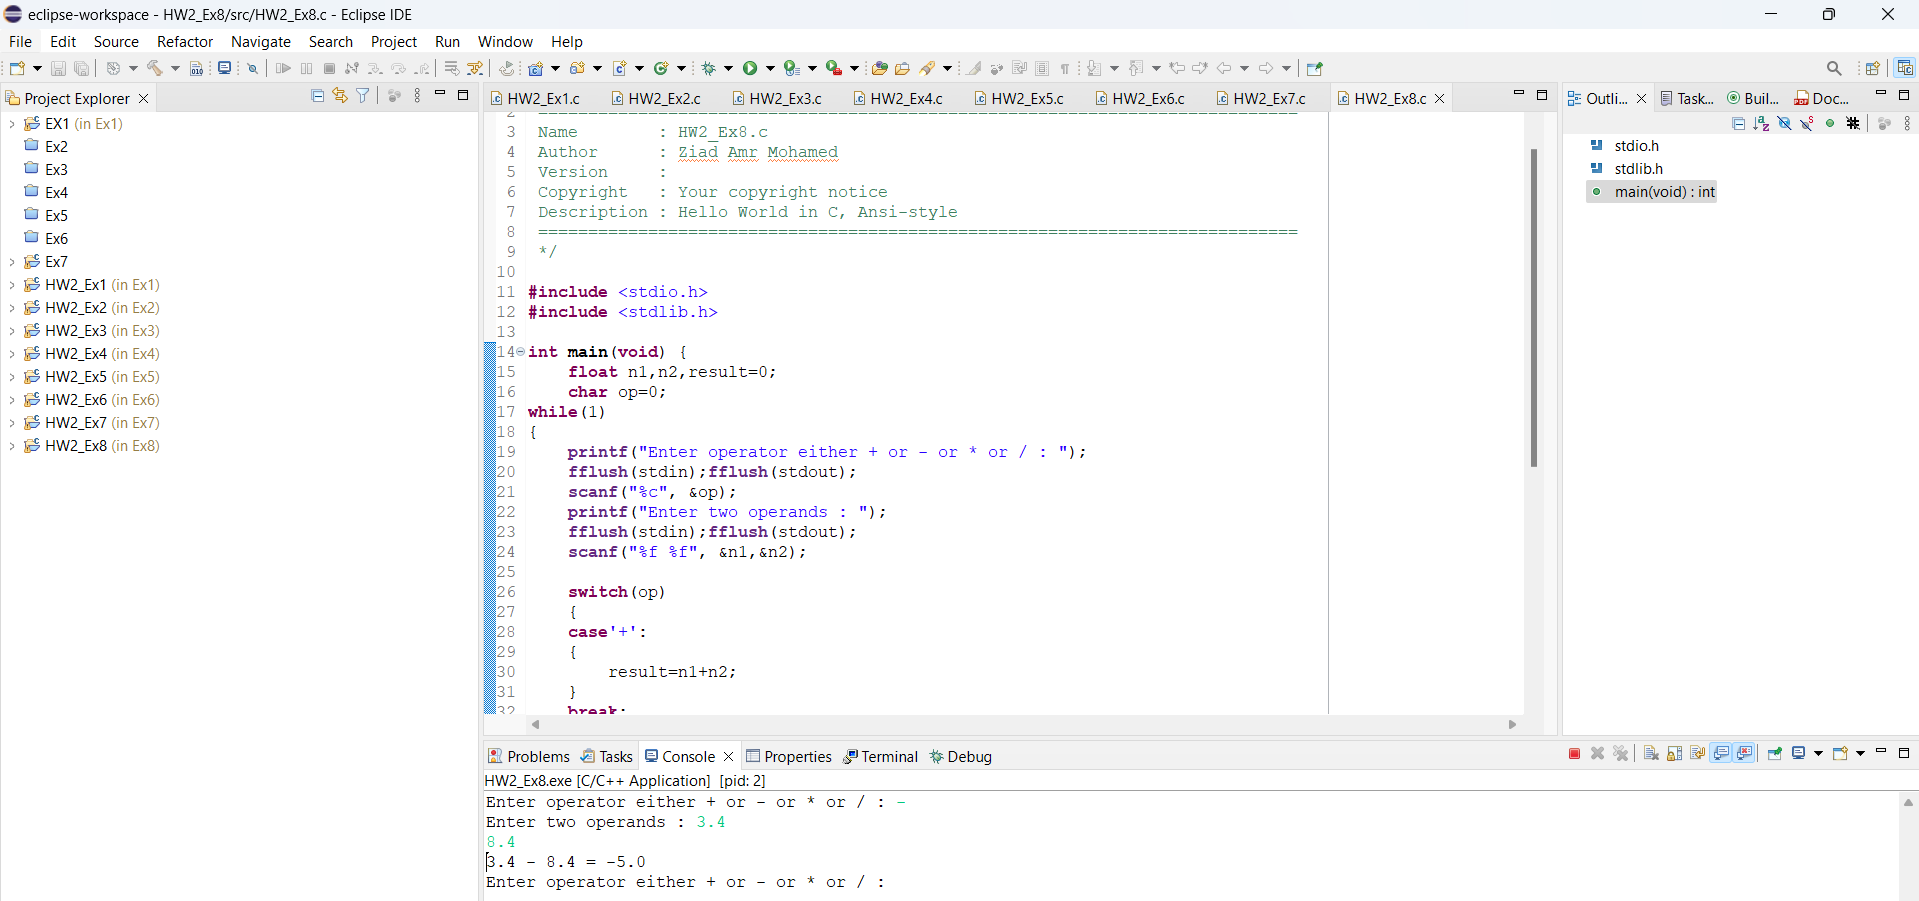 eclipse-workspace - HW2_Ex8/src/HW2_Ex8.c - Eclipse IDE
File Edit Source Refactor Navigate Search Project Run Window Help
Project Explorer
EX1 (in Ex1)
Ex2
Ex3
Ex4
Ex5
Ex6
Ex7
HW2_Ex1 (in Ex1)
HW2_Ex2 (in Ex2)
HW2_Ex3 (in Ex3)
HW2_Ex4 (in Ex4)
HW2_Ex5 (in Ex5)
HW2_Ex6 (in Ex6)
HW2_Ex7 (in Ex7)
HW2_Ex8 (in Ex8)
HW2_Ex1.c HW2_Ex2.c HW2_Ex3.c HW2_Ex4.c HW2_Ex5.c HW2_Ex6.c HW2_Ex7.c HW2_Ex8.c
2 ============================================================================
3 Name : HW2_Ex8.c
4 Author : Ziad Amr Mohamed
5 Version :
6 Copyright : Your copyright notice
7 Description : Hello World in C, Ansi-style
8 ============================================================================
9 */
10
11 #include <stdio.h>
12 #include <stdlib.h>
13
14 int main(void) {
15 float n1,n2,result=0;
16 char op=0;
17 while(1)
18 {
19 printf("Enter operator either + or - or * or / : ");
20 fflush(stdin);fflush(stdout);
21 scanf("%c", &op);
22 printf("Enter two operands : ");
23 fflush(stdin);fflush(stdout);
24 scanf("%f %f", &n1,&n2);
25
26 switch(op)
27 {
28 case'+':
29 {
30 result=n1+n2;
31 }
32 break;
Outli... Task... Buil... Doc...
stdio.h
stdlib.h
main(void) : int
Problems Tasks Console Properties Terminal Debug
HW2_Ex8.exe [C/C++ Application] [pid: 2]
Enter operator either + or - or * or / : -
Enter two operands : 3.4
8.4
3.4 - 8.4 = -5.0
Enter operator either + or - or * or / :